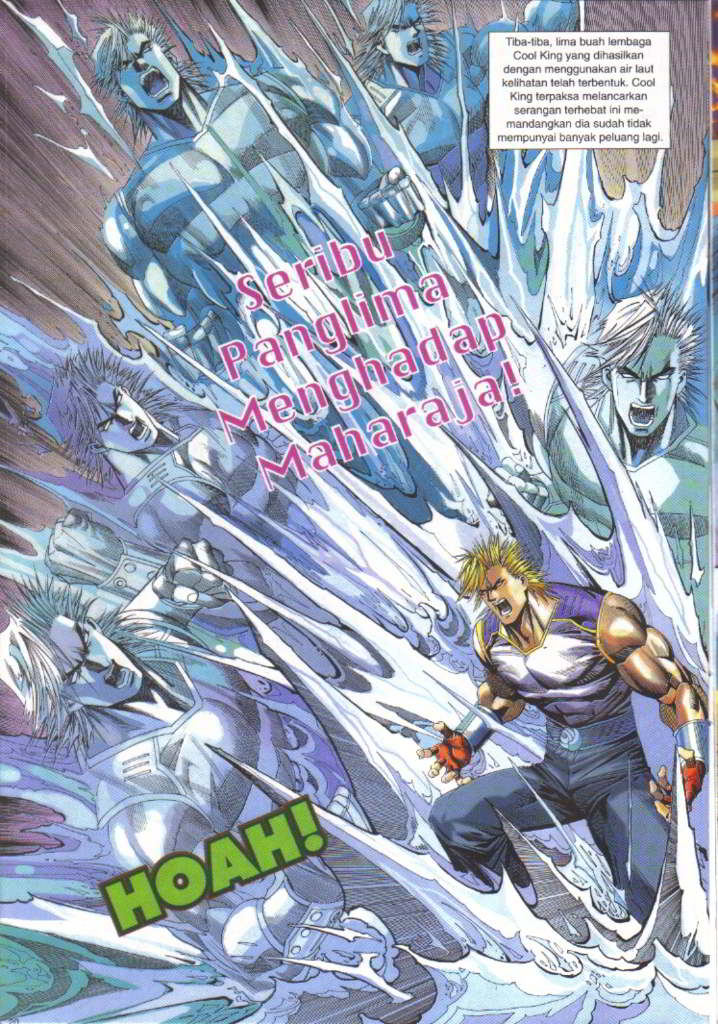 Tiba-tiba, lima buah lembaga
Cool King yang dihasilkan
dengan menggunakan air laut
kelihatan telah terbentuk. Cool
King terpaksa melancarkan
serangan terhebat ini me-
mandangkan dia sudah tidak
mempunyai banyak peluang lagi.
Seribu
Panglima
Menghadap
Maharaja!
HOAH!